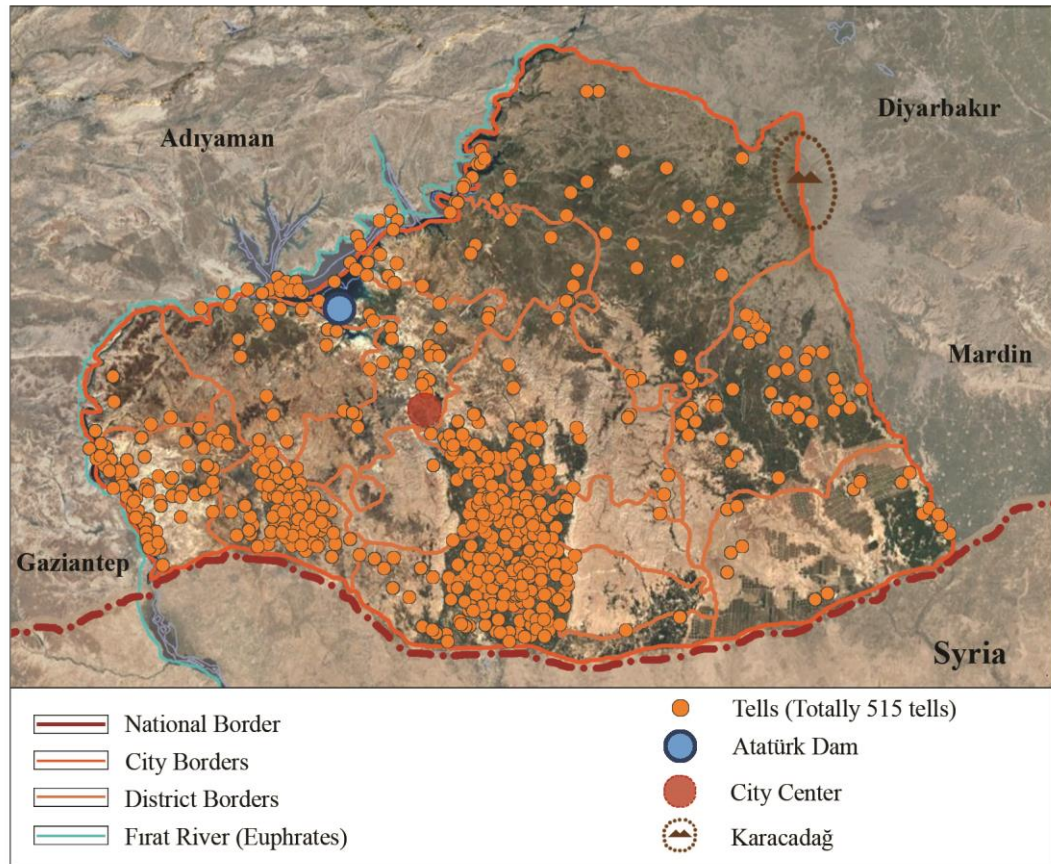 Adıyaman
Diyarbakır
Mardin
Gaziantep
Syria
National Border
City Borders
District Borders
Fırat River (Euphrates)
Tells (Totally 515 tells)
Atatürk Dam
City Center
Karacadağ